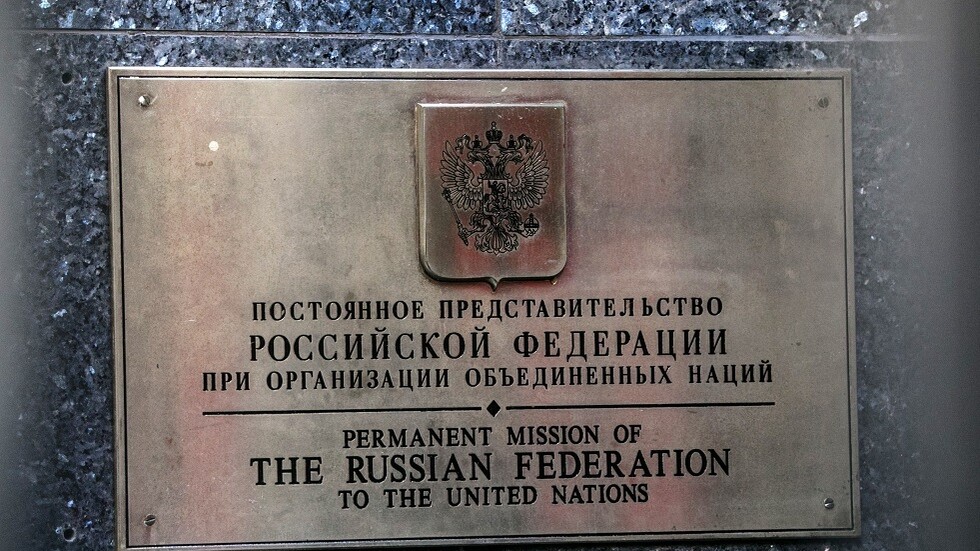 ПОСТОЯННОЕ ПРЕДСТАВИТЕЛЬСТВО
РОССИЙСКОЙ ФЕДЕРАЦИИ
ПРИ ОРГАНИЗАЦИИ ОБЪЕДИНЕННЫХ НАЦИЙ
PERMANENT MISSION OF
THE RUSSIAN FEDERATION
TO THE UNITED NATIONS